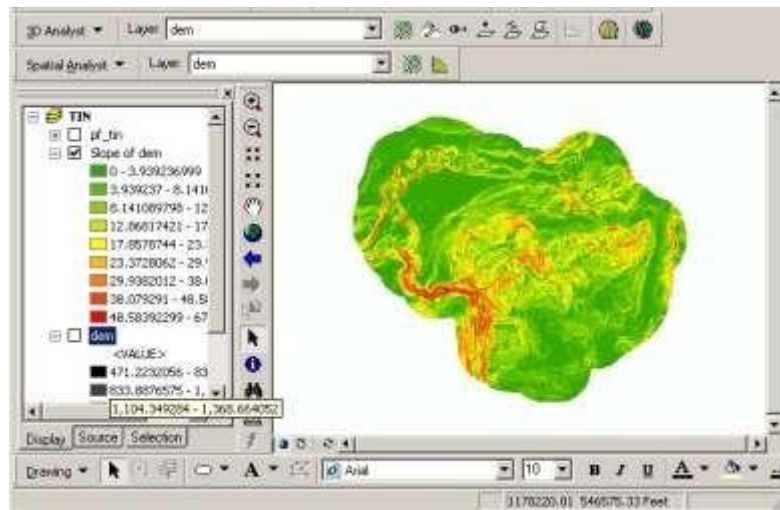 3D Analyst Layer: dem
Spatial Analyst Layer: dem
TIN
pf_tin
Slope of dem
0 - 3.939236999
3.939237 - 8.141
8.141089798 - 12
12.86817421 - 17
17.8578744 - 23.
23.3728062 - 29.
29.9382012 - 38.
38.079291 - 48.58
48.58392299 - 67
dem
<VALUE>
471.2232056 - 83
833.8876575 - 1,
1,104.349284 - 1,368.664052
Display Source Selection
Drawing A Arial 10 B I U A
1178220.01 546575.33 Feet